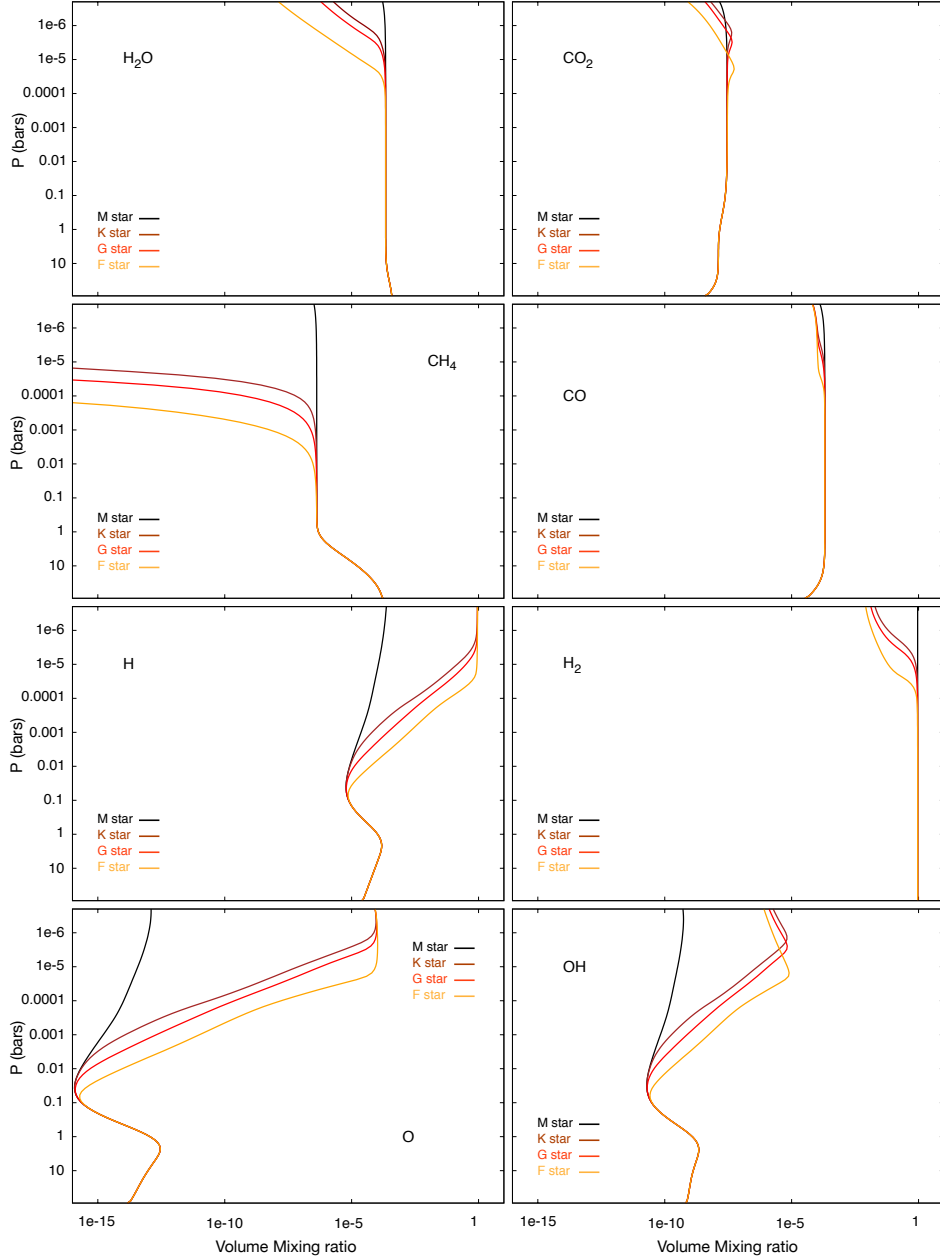 1e-6
H2O
1e-5
0.0001
0.001
0.01
0.1
1
10
P (bars)
M star
K star
G star
F star
CO2
M star
K star
G star
F star
1e-6
1e-5
CH4
0.0001
0.001
0.01
0.1
1
10
P (bars)
M star
K star
G star
F star
CO
M star
K star
G star
F star
1e-6
H
1e-5
0.0001
0.001
0.01
0.1
1
10
P (bars)
M star
K star
G star
F star
H2
M star
K star
G star
F star
1e-6
1e-5
0.0001
0.001
0.01
0.1
1
10
P (bars)
M star
K star
G star
F star
O
1e-15 1e-10 1e-5 1
Volume Mixing ratio
OH
M star
K star
G star
F star
1e-15 1e-10 1e-5 1
Volume Mixing ratio